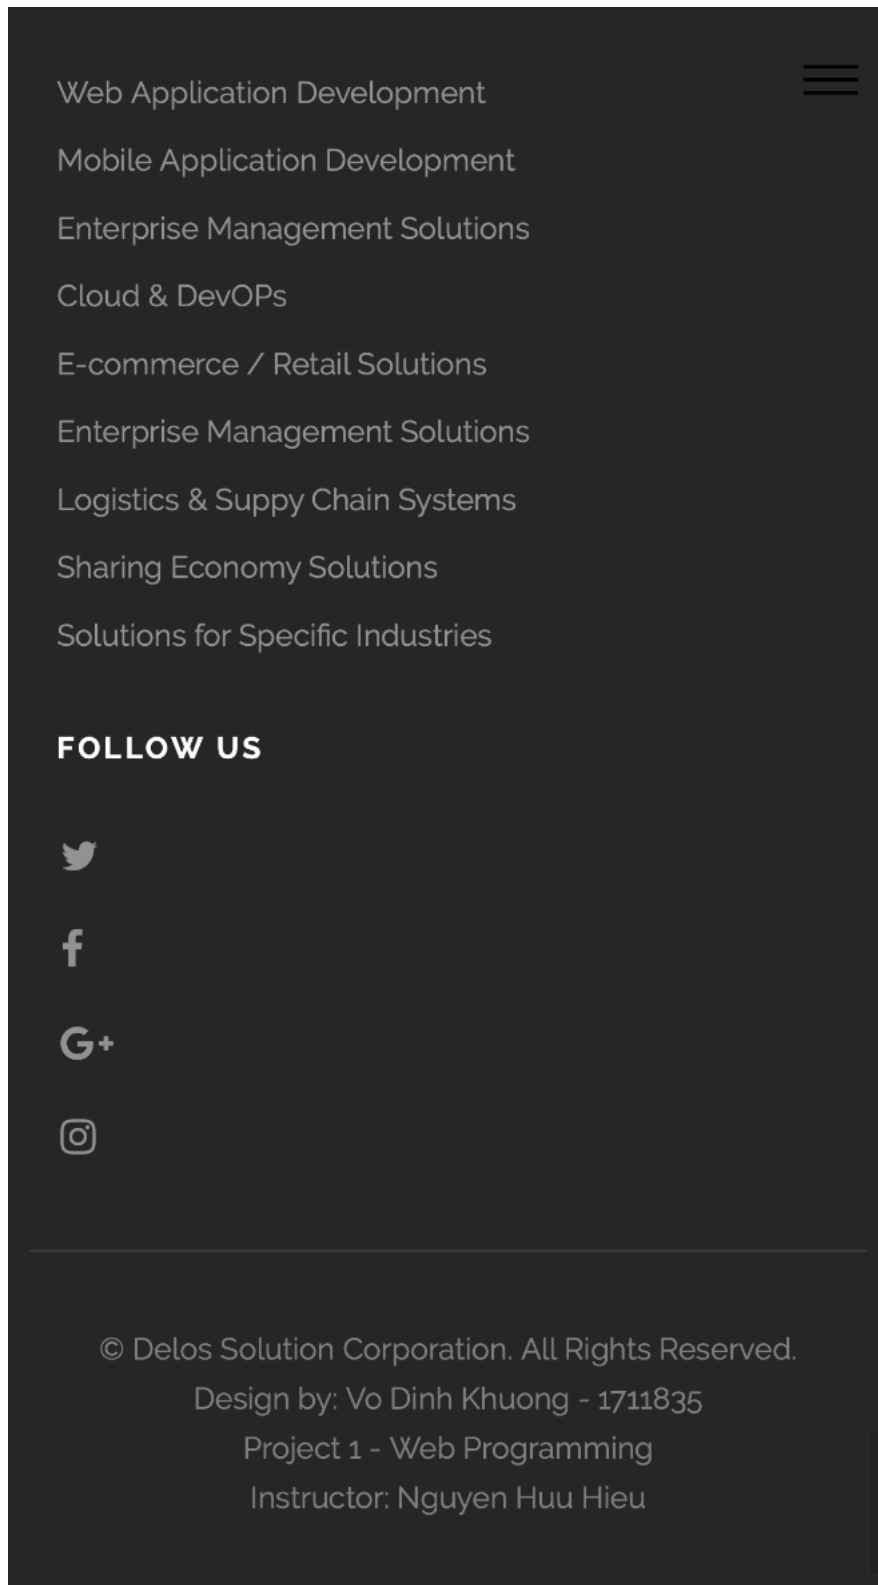 Web Application Development
Mobile Application Development
Enterprise Management Solutions
Cloud & DevOPs
E-commerce / Retail Solutions
Enterprise Management Solutions
Logistics & Suppy Chain Systems
Sharing Economy Solutions
Solutions for Specific Industries
FOLLOW US
G+
© Delos Solution Corporation. All Rights Reserved.
Design by: Vo Dinh Khuong - 1711835
Project 1 - Web Programming
Instructor: Nguyen Huu Hieu